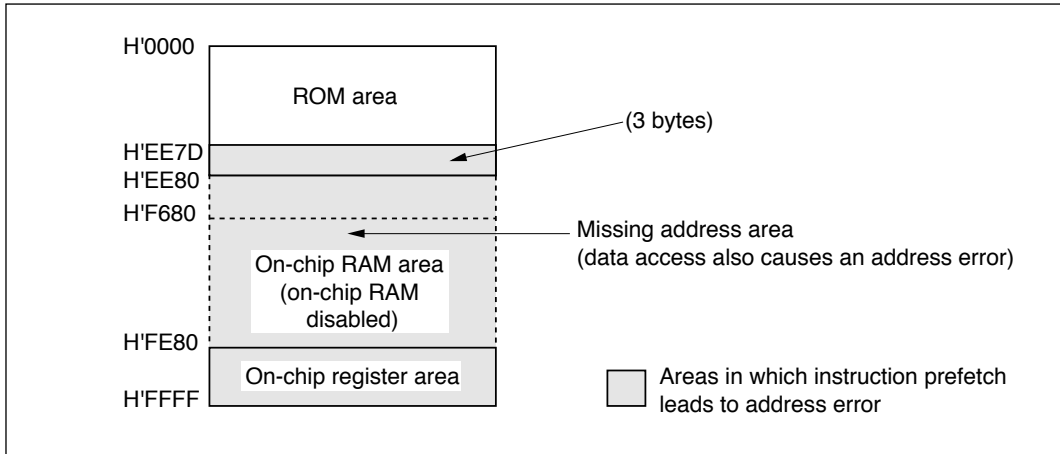 H'0000
ROM area
(3 bytes)
H'EE7D
H'EE80
H'F680
Missing address area
(data access also causes an address error)
On-chip RAM area
(on-chip RAM
disabled)
H'FE80
On-chip register area
H'FFFF
Areas in which instruction prefetch
leads to address error